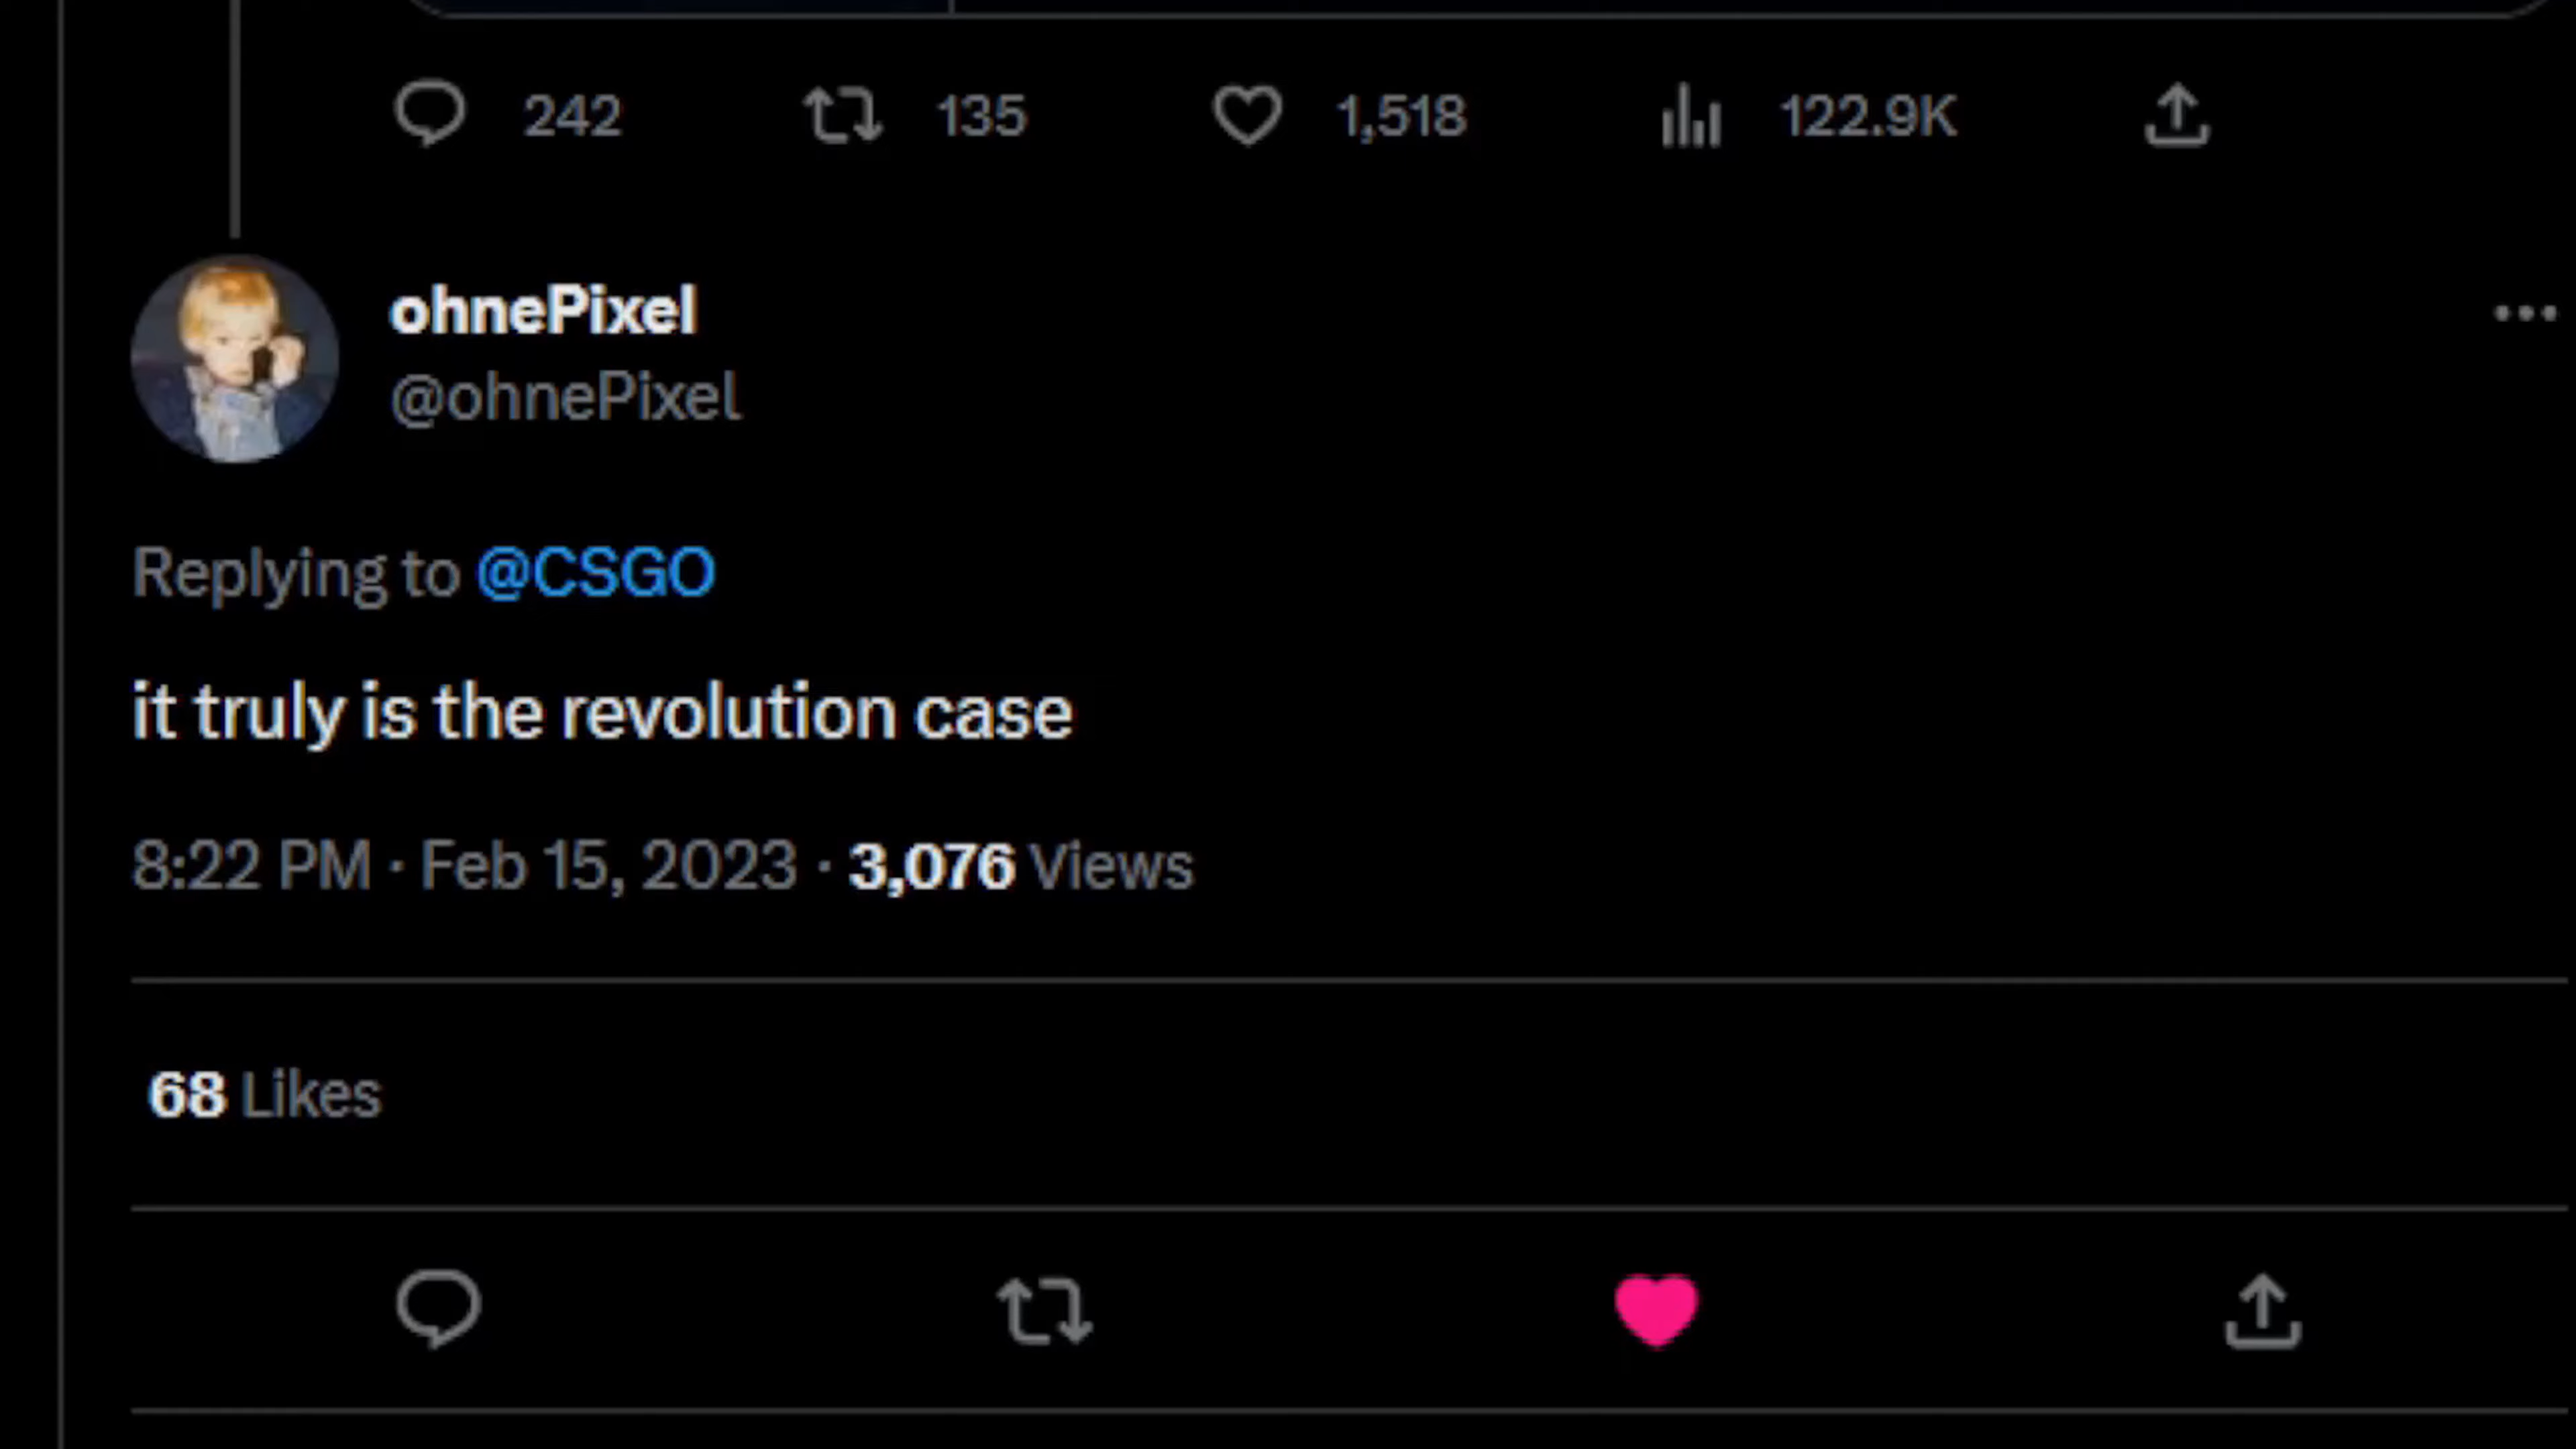 242 135 1,518 122.9K
ohnePixel
@ohnePixel
Replying to @CSGO
it truly is the revolution case
8:22 PM · Feb 15, 2023 · 3,076 Views
68 Likes